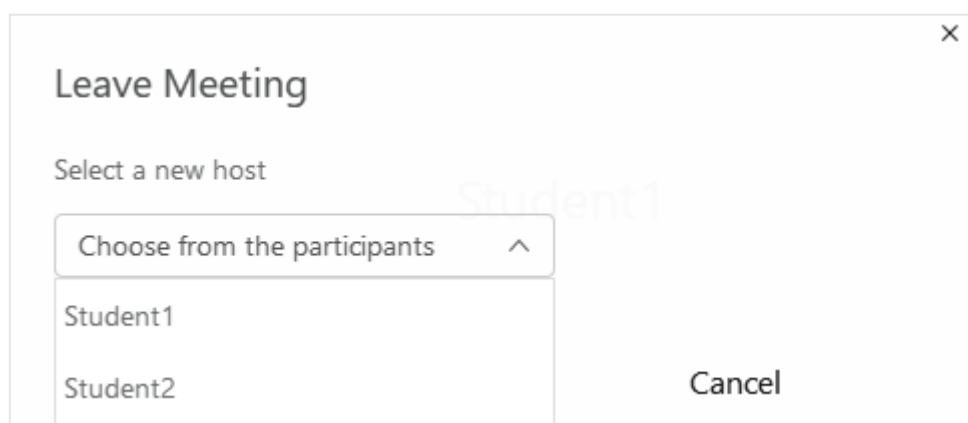 Leave Meeting
Select a new host
Student1
Choose from the participants
Student1
Student2
Cancel